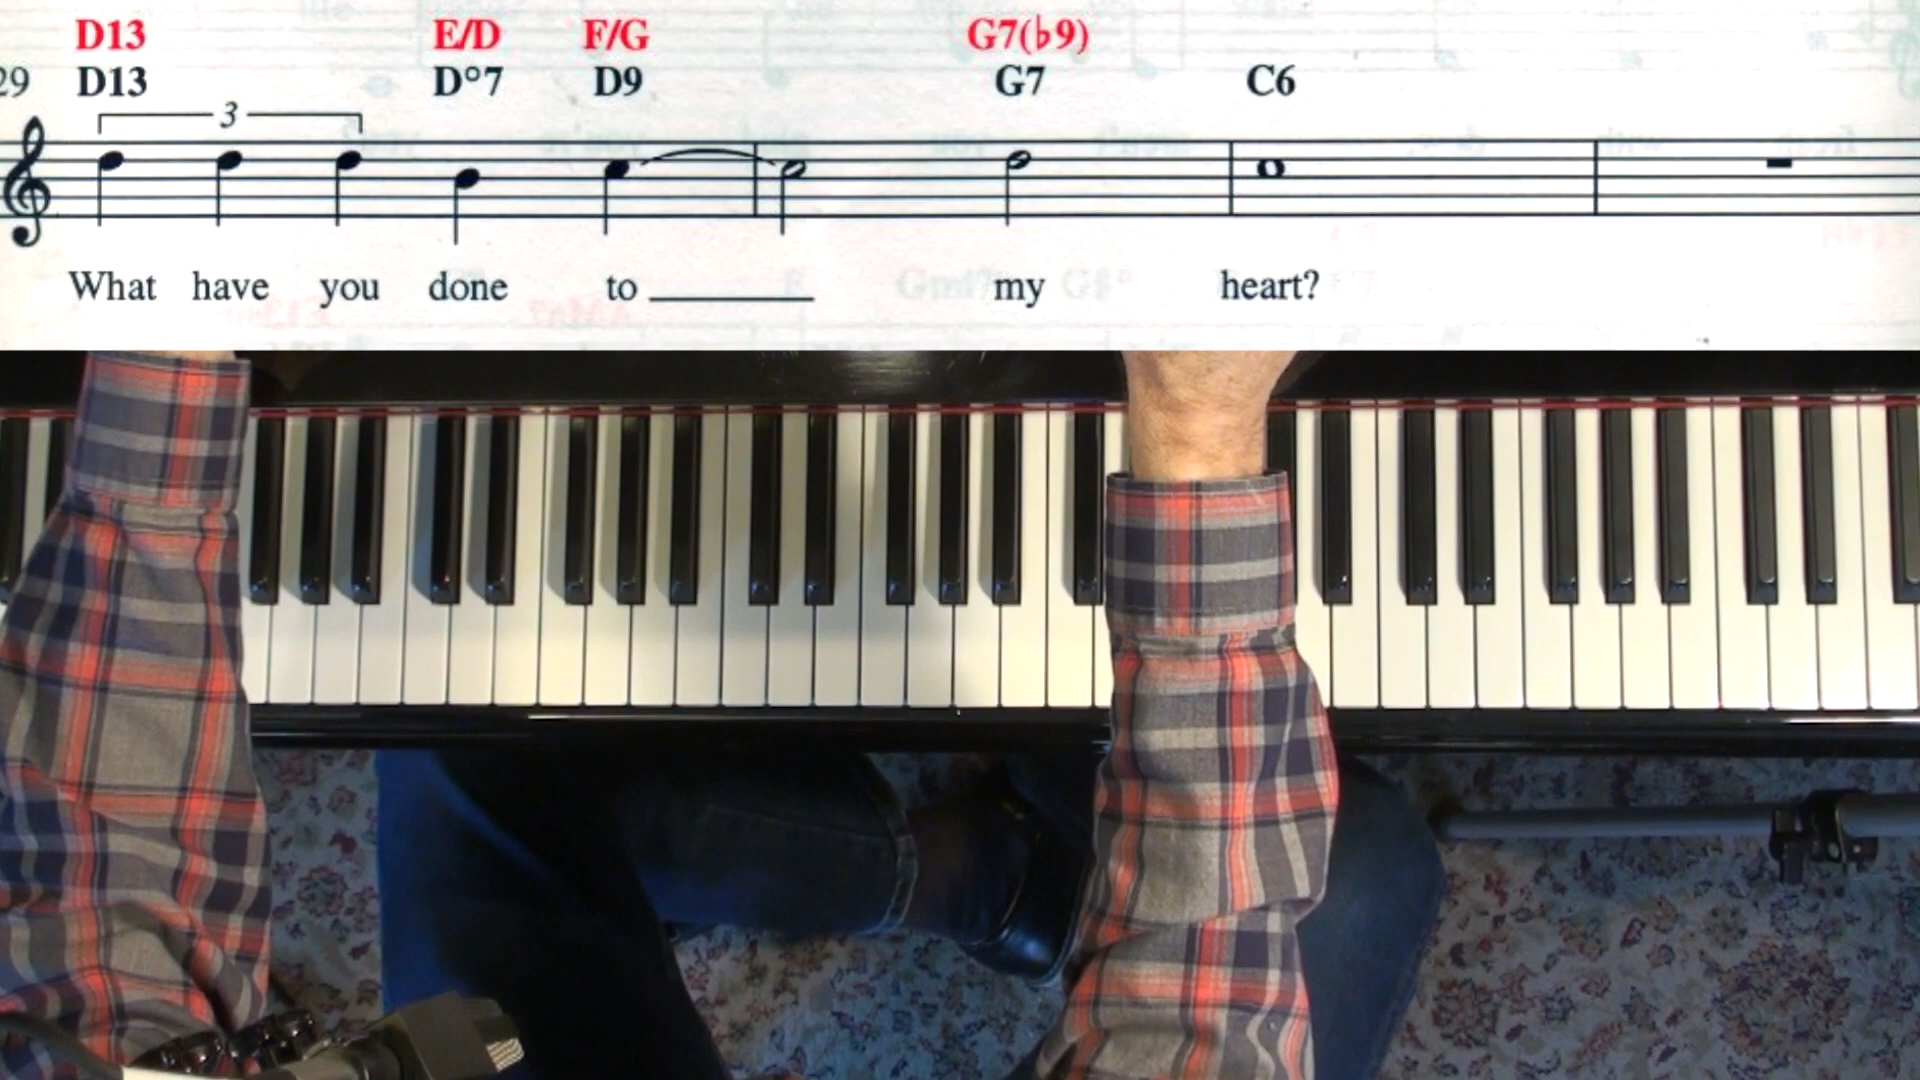 D13 E/D F/G G7(♭9)
29 D13 D°7 D9 G7 C6
3
What have you done to my heart?